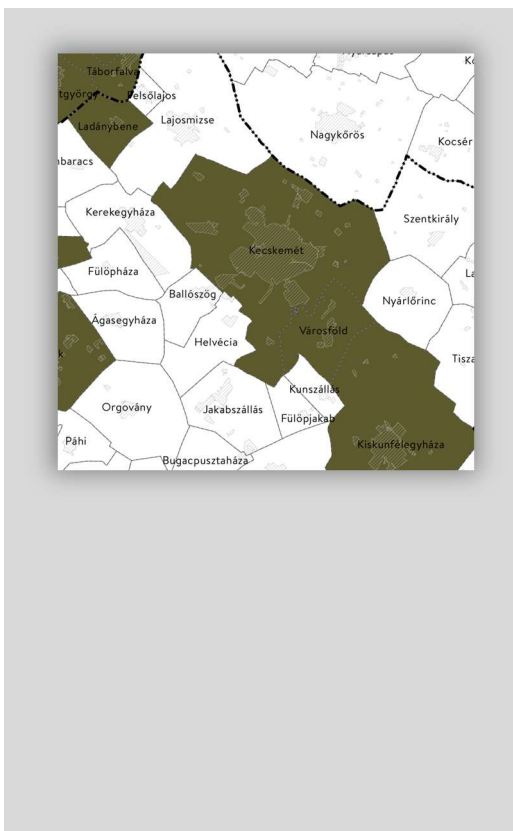 Táborfalva
Felsőlajos
Ladánybene
Lajosmizse
Nagykőrös
Kocsér
Kerekegyháza
Szentkirály
Kecskemét
Fülöpháza
Ballószög
Nyárlőrinc
Ágasegyháza
Városföld
Helvécia
Kunszállás
Orgovány
Jakabszállás
Fülöpjakab
Páhi
Kiskunfélegyháza
Bugacpusztaháza